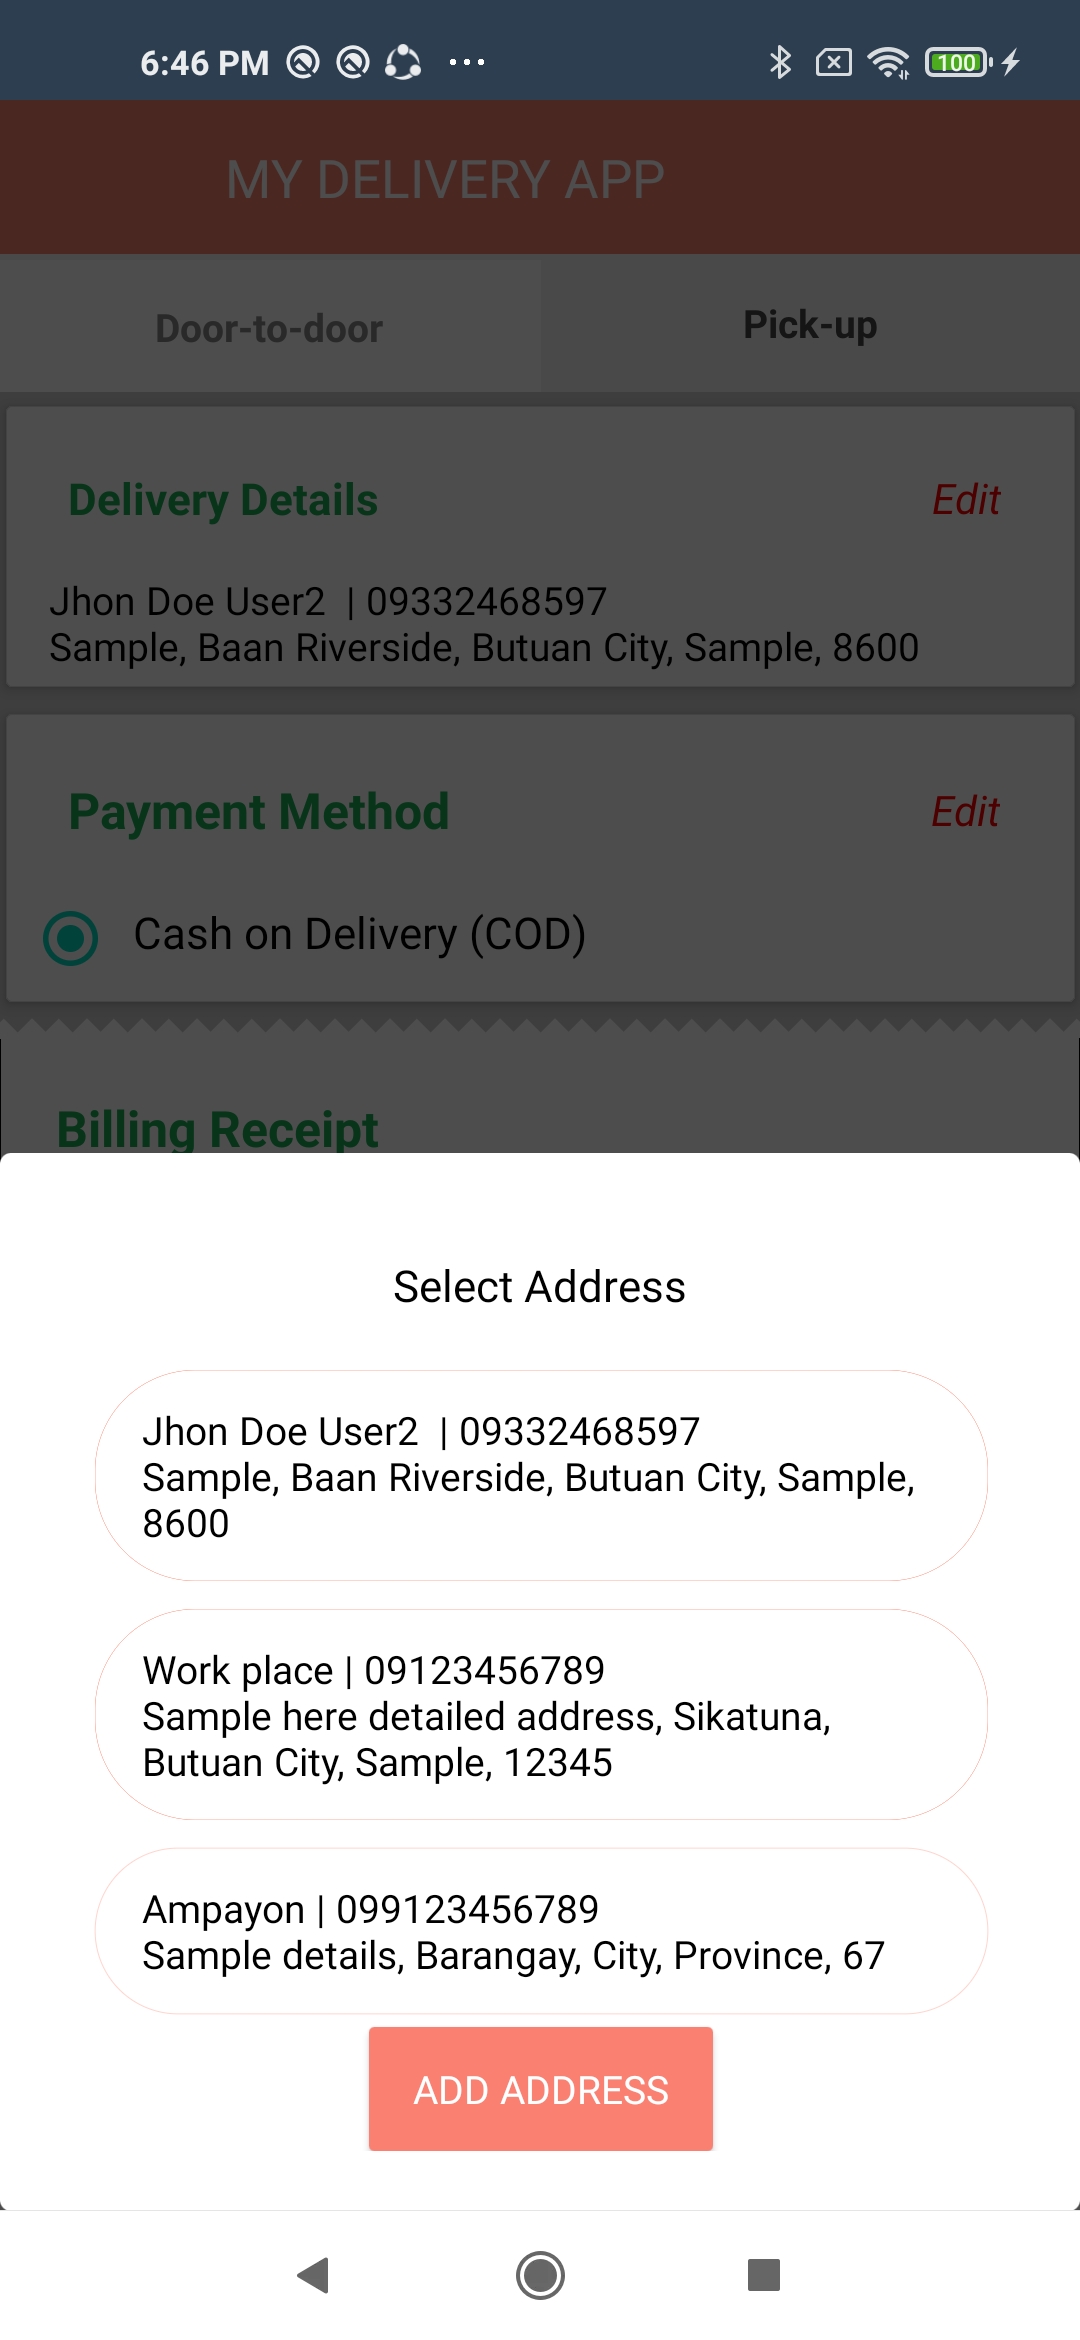 6:46 PM
100
MY DELIVERY APP
Door-to-door
Pick-up
Delivery Details
Edit
Jhon Doe User2 | 09332468597
Sample, Baan Riverside, Butuan City, Sample, 8600
Payment Method
Edit
Cash on Delivery (COD)
Billing Receipt
Select Address
Jhon Doe User2 | 09332468597
Sample, Baan Riverside, Butuan City, Sample,
8600
Work place | 09123456789
Sample here detailed address, Sikatuna,
Butuan City, Sample, 12345
Ampayon | 099123456789
Sample details, Barangay, City, Province, 67
ADD ADDRESS